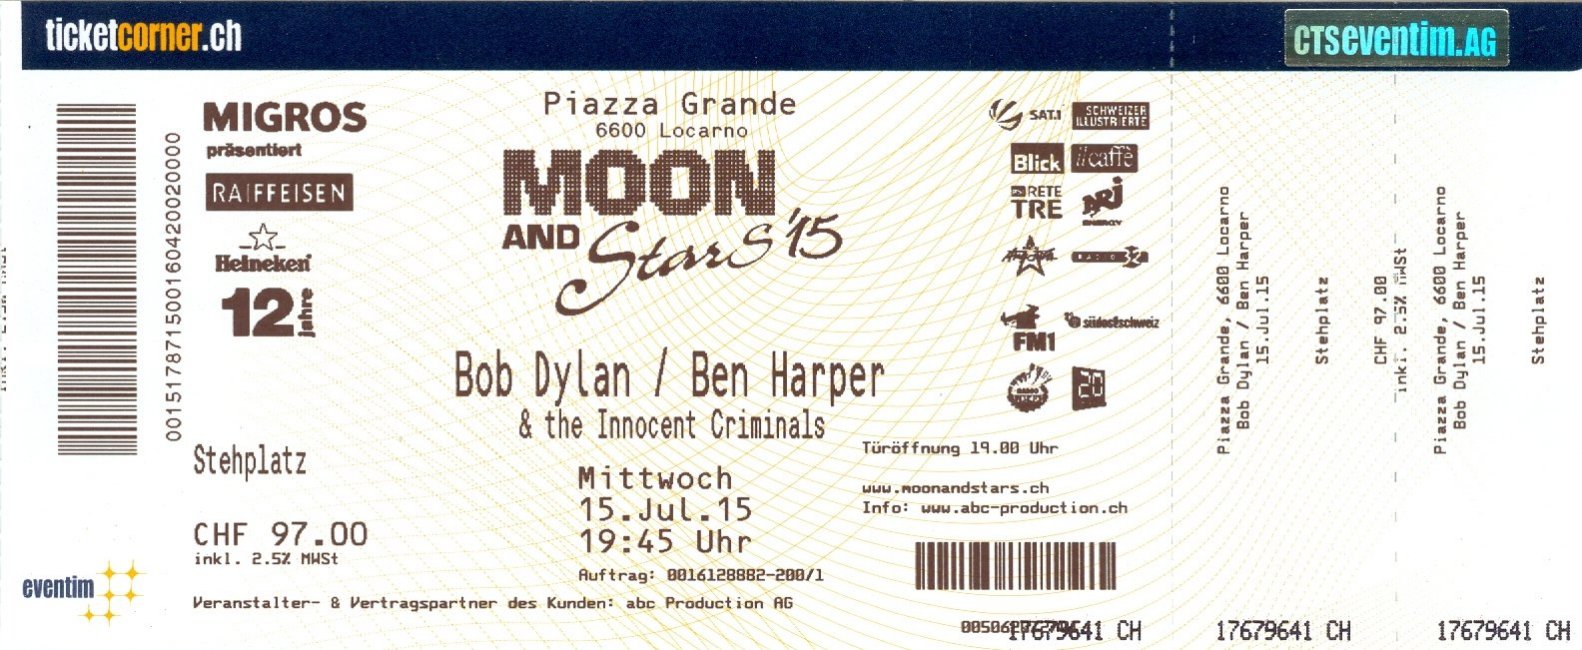 ticketcorner.ch
CTSeventim.AG
001517871500160420020000
MIGROS
präsentiert
RAIFFEISEN
Heineken
12 jahre
Piazza Grande
6600 Locarno
MOON
AND Stars'15
Bob Dylan / Ben Harper
& the Innocent Criminals
Stehplatz
Mittwoch
15.Jul.15
19:45 Uhr
CHF 97.00
inkl. 2.5% MWSt
Auftrag: 0016128882-200/1
Veranstalter- & Vertragspartner des Kunden: abc Production AG
eventim
SAT.1
SCHWEIZER
ILLUSTRIERTE
Blick
il caffè
RETE
TRE
NRJ
ENERGY
RADIO 32
FM1
südostschweiz
20
Türöffnung 19.00 Uhr
www.moonandstars.ch
Info: www.abc-production.ch
17679641 CH
Piazza Grande, 6600 Locarno
Bob Dylan / Ben Harper
15.Jul.15
Stehplatz
CHF 97.00
inkl. 2.5% MWSt
17679641 CH
Piazza Grande, 6600 Locarno
Bob Dylan / Ben Harper
15.Jul.15
Stehplatz
17679641 CH